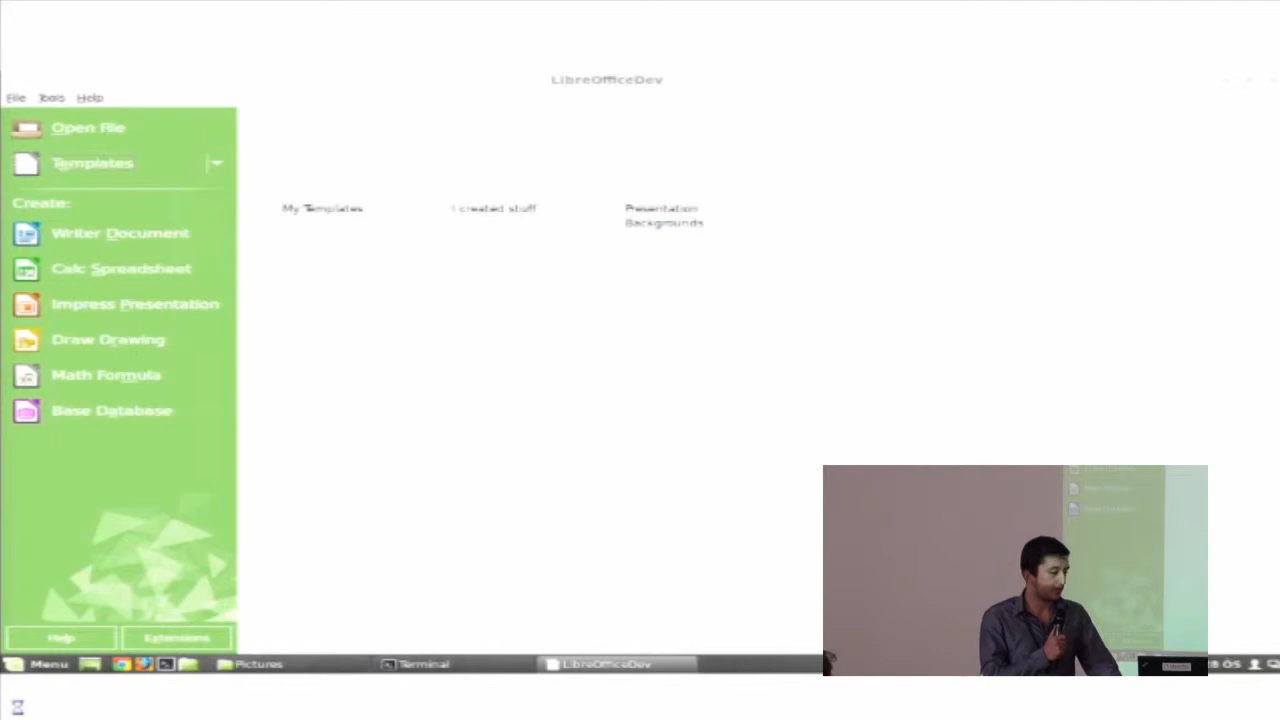 LibreOfficeDev
File Tools Help
Open File
Templates
Create:
Writer Document
Calc Spreadsheet
Impress Presentation
Draw Drawing
Math Formula
Base Database
My Templates
I created stuff
Presentation
Backgrounds
Help
Extensions
Menu
Pictures
Terminal
LibreOfficeDev